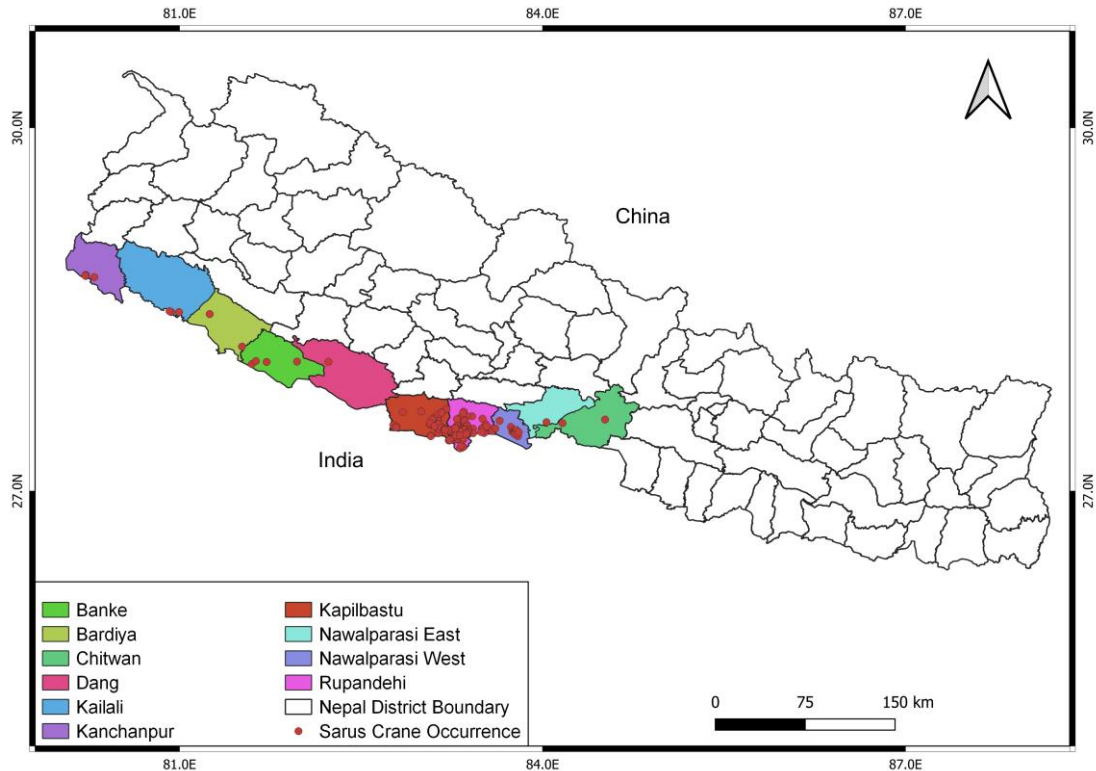 81.0E 84.0E 87.0E
30.0N 30.0N
China
India
27.0N 27.0N
Banke
Bardiya
Chitwan
Dang
Kailali
Kanchanpur
Kapilbastu
Nawalparasi East
Nawalparasi West
Rupandehi
Nepal District Boundary
Sarus Crane Occurrence
0 75 150 km
81.0E 84.0E 87.0E